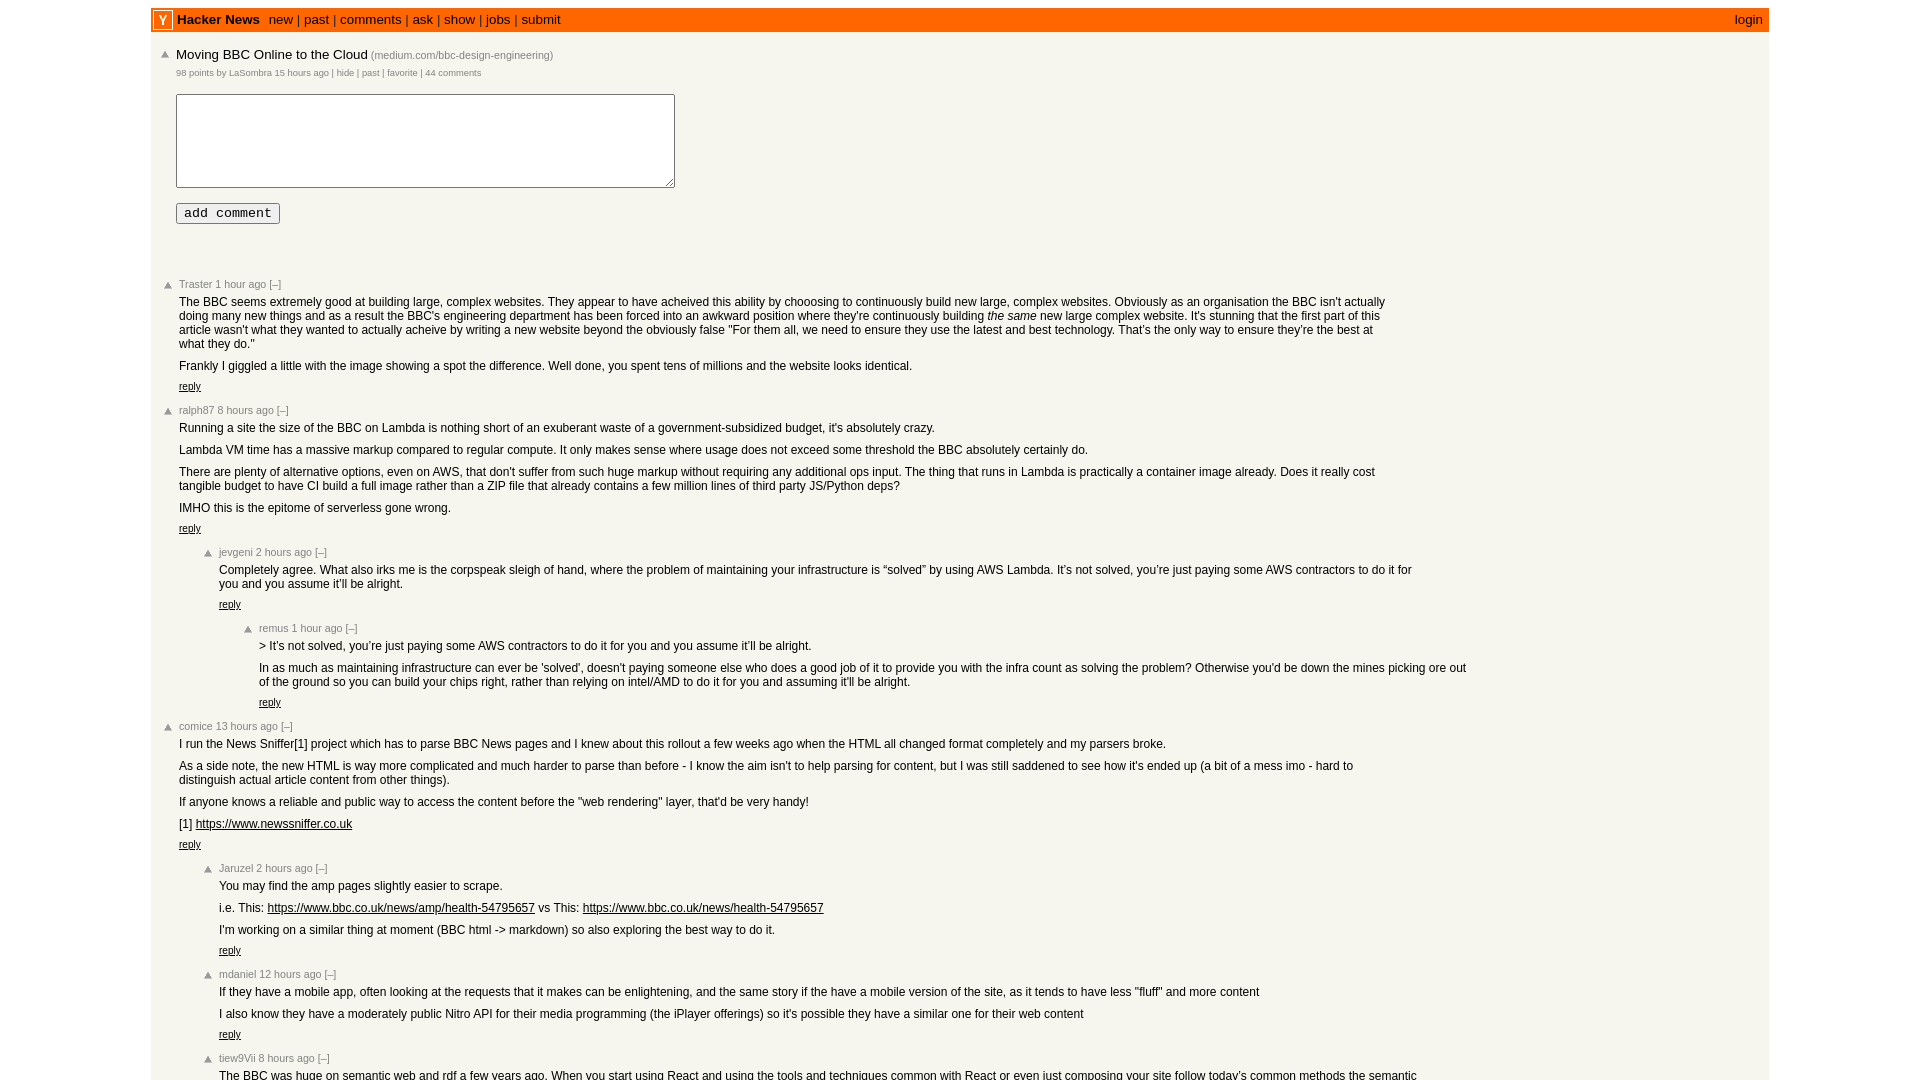 Y Hacker News new | past | comments | ask | show | jobs | submit login
Moving BBC Online to the Cloud (medium.com/bbc-design-engineering)
98 points by LaSombra 15 hours ago | hide | past | favorite | 44 comments
add comment
Traster 1 hour ago [–]
The BBC seems extremely good at building large, complex websites. They appear to have acheived this ability by chooosing to continuously build new large, complex websites. Obviously as an organisation the BBC isn't actually
doing many new things and as a result the BBC's engineering department has been forced into an awkward position where they're continuously building the same new large complex website. It's stunning that the first part of this
article wasn't what they wanted to actually acheive by writing a new website beyond the obviously false "For them all, we need to ensure they use the latest and best technology. That’s the only way to ensure they’re the best at
what they do."
Frankly I giggled a little with the image showing a spot the difference. Well done, you spent tens of millions and the website looks identical.
reply
ralph87 8 hours ago [–]
Running a site the size of the BBC on Lambda is nothing short of an exuberant waste of a government-subsidized budget, it's absolutely crazy.
Lambda VM time has a massive markup compared to regular compute. It only makes sense where usage does not exceed some threshold the BBC absolutely certainly do.
There are plenty of alternative options, even on AWS, that don't suffer from such huge markup without requiring any additional ops input. The thing that runs in Lambda is practically a container image already. Does it really cost
tangible budget to have CI build a full image rather than a ZIP file that already contains a few million lines of third party JS/Python deps?
IMHO this is the epitome of serverless gone wrong.
reply
jevgeni 2 hours ago [–]
Completely agree. What also irks me is the corpspeak sleigh of hand, where the problem of maintaining your infrastructure is “solved” by using AWS Lambda. It’s not solved, you’re just paying some AWS contractors to do it for
you and you assume it’ll be alright.
reply
remus 1 hour ago [–]
> It’s not solved, you’re just paying some AWS contractors to do it for you and you assume it’ll be alright.
In as much as maintaining infrastructure can ever be 'solved', doesn't paying someone else who does a good job of it to provide you with the infra count as solving the problem? Otherwise you'd be down the mines picking ore out
of the ground so you can build your chips right, rather than relying on intel/AMD to do it for you and assuming it'll be alright.
reply
comice 13 hours ago [–]
I run the News Sniffer[1] project which has to parse BBC News pages and I knew about this rollout a few weeks ago when the HTML all changed format completely and my parsers broke.
As a side note, the new HTML is way more complicated and much harder to parse than before - I know the aim isn't to help parsing for content, but I was still saddened to see how it's ended up (a bit of a mess imo - hard to
distinguish actual article content from other things).
If anyone knows a reliable and public way to access the content before the "web rendering" layer, that'd be very handy!
[1] https://www.newssniffer.co.uk
reply
Jaruzel 2 hours ago [–]
You may find the amp pages slightly easier to scrape.
i.e. This: https://www.bbc.co.uk/news/amp/health-54795657 vs This: https://www.bbc.co.uk/news/health-54795657
I'm working on a similar thing at moment (BBC html -> markdown) so also exploring the best way to do it.
reply
mdaniel 12 hours ago [–]
If they have a mobile app, often looking at the requests that it makes can be enlightening, and the same story if the have a mobile version of the site, as it tends to have less "fluff" and more content
I also know they have a moderately public Nitro API for their media programming (the iPlayer offerings) so it's possible they have a similar one for their web content
reply
tiew9Vii 8 hours ago [–]
The BBC was huge on semantic web and rdf a few years ago. When you start using React and using the tools and techniques common with React or even just composing your site follow today’s common methods the semantic